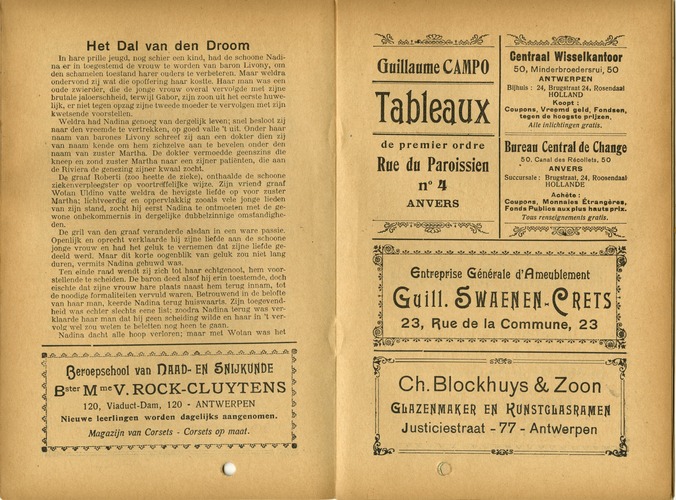 Het Dal van den Droom
In hare prille jeugd, nog schier een kind, had de schoone Nadi-
na er in toegestemd de vrouw te worden van baron Livony, om
den schamelen toestand harer ouders te verbeteren. Maar weldra
ondervond zij wat die opoffering haar kostte. Haar man was een
oude zwierder, die de jonge vrouw overal vervolgde met zijne
brutale jaloerschheid, terwijl Gabor, zijn zoon uit het eerste huwe-
lijk, er niet tegen opzag zijne tweede moeder te vervolgen met zijn
kwetsende voorstellen.
Weldra had Nadina genoeg van dergelijk leven; snel besloot zij
naar den vreemde te vertrekken, op goed valle 't uit. Onder haar
naam van barones Livony schreef zij aan een dokter dien zij
van naam kende om hem zichzelve aan te bevelen onder den
naam van zuster Martha. De dokter vermoedde geenszins die
kneep en zond zuster Martha naar een zijner patiënten, die aan
de Riviera de genezing zijner kwaal zocht.
De graaf Roberti (zoo heette de zieke), onthaalde de schoone
ziekenverpleegster op voortreffelijke wijze. Zijn vriend graaf
Wotan Uldino vatte weldra de hevigste liefde op voor zuster
Martha; lichtveerdig en oppervlakkig zooals vele jonge lieden
van zijn stand, zocht hij eerst Nadina 't ontmoeten met de ge-
wone onbekommernis in dergelijke dubbelzinnige omstandighe-
den.
De gril van den graaf veranderde alsdan in een ware passie.
Openlijk en oprecht verklaarde hij zijne liefde aan de schoone
jonge vrouw en had het geluk te vernemen dat zijne liefde ge-
deeld werd. Maar dit korte oogenblik van geluk zou niet lang
duren, vermits Nadina gehuwd was.
Ten einde raad wendt zij zich tot haar echtgenoot, hem voor-
stellende te scheiden. De baron deed alsof hij erin toestemde, doch
eischte dat zijne vrouw hare plaats naast hem terug innam, tot
de noodige formaliteiten vervuld waren. Betrouwend in de belofte
van haar man, keerde Nadina terug huiswaarts. Zijn toegevend-
heid was echter slechts eene list; zoodra Nadina terug was ver-
klaarde haar man dat hij geen scheiding wilde en haar in 't ver-
volg wel zou weten te beletten nog heen te gaan.
Nadina dacht alle hoop verloren; maar met Wotan was het
Beroepschool van NAAD- EN SNIJKUNDE
Bster Mme V. ROCK-CLUYTENS
120, Viaduct-Dam, 120 - ANTWERPEN
Nieuwe leerlingen worden dagelijks aangenomen.
Magazijn van Corsets - Corsets op maat.
Guillaume CAMPO
Tableaux
de premier ordre
Rue du Paroissien
n° 4
ANVERS
Centraal Wisselkantoor
50, Minderbroedersrui, 50
ANTWERPEN
Bijhuis : 24, Brugstraat 24, Rosendaal
HOLLAND
Koopt :
Coupons, Vreemd geld, Fondsen,
tegen de hoogste prijzen.
Alle inlichtingen gratis.
Bureau Central de Change
50, Canal des Récollets, 50
ANVERS
Succursale : Brugstraat, 24, Roosendaal
HOLLANDE
Achète :
Coupons, Monnaies Étrangères,
Fonds Publics aux plus hauts prix.
Tous renseignements gratis.
Entreprise Générale d'Ameublement
Guill. SWAENEN-CRETS
23, Rue de la Commune, 23
Ch. Blockhuys & Zoon
GLAZENMAKER EN KUNSTGLASRAMEN
Justiciestraat - 77 - Antwerpen